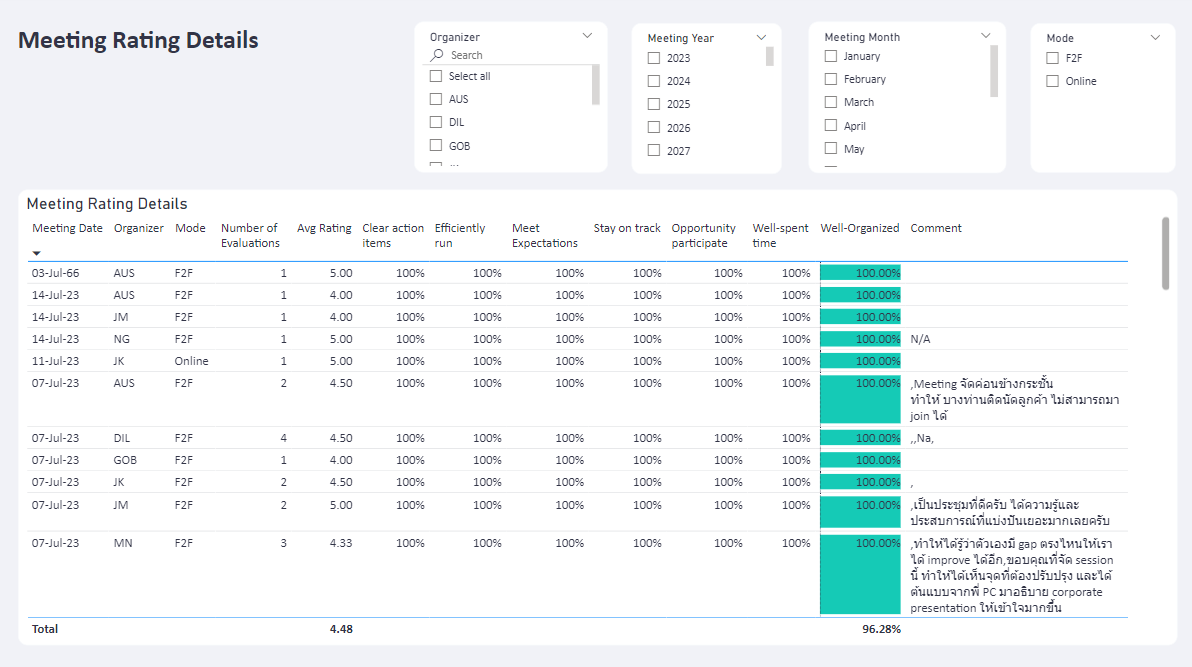 Meeting Rating Details
Organizer
Search
Select all
AUS
DIL
GOB
Meeting Year
2023
2024
2025
2026
2027
Meeting Month
January
February
March
April
May
Mode
F2F
Online
Meeting Rating Details
Meeting Date Organizer Mode Number of Evaluations Avg Rating Clear action items Efficiently run Meet Expectations Stay on track Opportunity participate Well-spent time Well-Organized Comment
03-Jul-66 AUS F2F 1 5.00 100% 100% 100% 100% 100% 100% 100.00%
14-Jul-23 AUS F2F 1 4.00 100% 100% 100% 100% 100% 100% 100.00%
14-Jul-23 JM F2F 1 4.00 100% 100% 100% 100% 100% 100% 100.00%
14-Jul-23 NG F2F 1 5.00 100% 100% 100% 100% 100% 100% 100.00% N/A
11-Jul-23 JK Online 1 5.00 100% 100% 100% 100% 100% 100% 100.00%
07-Jul-23 AUS F2F 2 4.50 100% 100% 100% 100% 100% 100% 100.00% ,Meeting จัดค่อนข้างกระชั้น
ทำให้ บางท่านติดนัดลูกค้า ไม่สามารถมา
join ได้
07-Jul-23 DIL F2F 4 4.50 100% 100% 100% 100% 100% 100% 100.00% ,,Na,
07-Jul-23 GOB F2F 1 4.00 100% 100% 100% 100% 100% 100% 100.00%
07-Jul-23 JK F2F 2 4.50 100% 100% 100% 100% 100% 100% 100.00% ,
07-Jul-23 JM F2F 2 5.00 100% 100% 100% 100% 100% 100% 100.00% ,เป็นประชุมที่ดีครับ ได้ความรู้และ
ประสบการณ์ที่แบ่งปันเยอะมากเลยครับ
07-Jul-23 MN F2F 3 4.33 100% 100% 100% 100% 100% 100% 100.00% ,ทำให้ได้รู้ว่าตัวเองมี gap ตรงไหนให้เรา
ได้ improve ได้อีก,ขอบคุณที่จัด session
นี้ ทำให้ได้เห็นจุดที่ต้องปรับปรุง และได้
ต้นแบบจากพี่ PC มาอธิบาย corporate
presentation ให้เข้าใจมากขึ้น
Total 4.48 96.28%